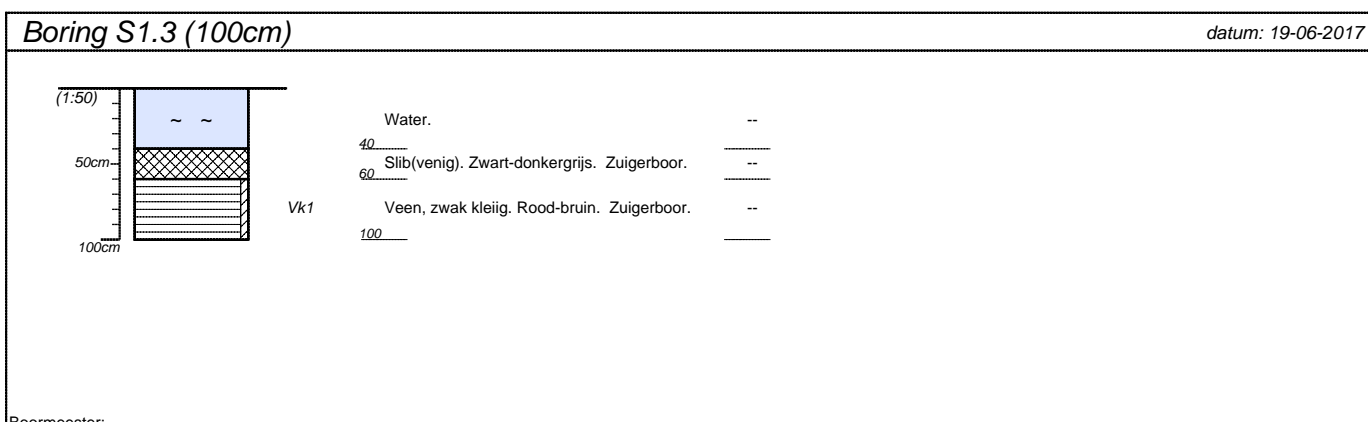 Boring S1.3 (100cm) datum: 19-06-2017
(1:50)
~ ~ Water. --
40
50cm Slib(venig). Zwart-donkergrijs. Zuigerboor. --
60
Vk1 Veen, zwak kleiig. Rood-bruin. Zuigerboor. --
100
100cm
Boormeester: